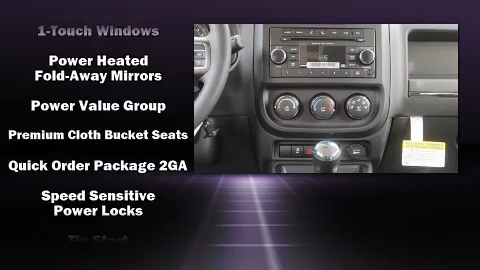 1-Touch Windows
Power Heated
Fold-Away Mirrors
Power Value Group
Premium Cloth Bucket Seats
Quick Order Package 2GA
Speed Sensitive
Power Locks